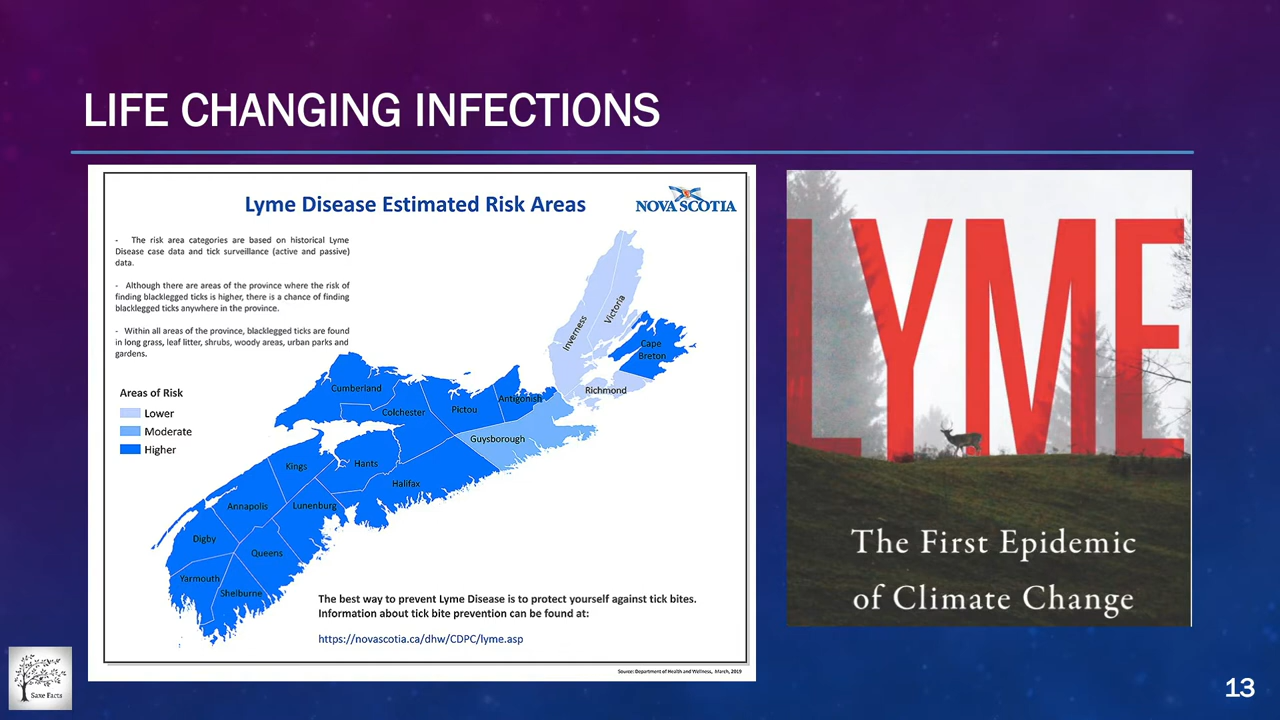 LIFE CHANGING INFECTIONS
Lyme Disease Estimated Risk Areas
NOVA SCOTIA
- The risk area categories are based on historical Lyme
Disease case data and tick surveillance (active and passive)
data.
- Although there are areas of the province where the risk of
finding blacklegged ticks is higher, there is a chance of finding
blacklegged ticks anywhere in the province.
- Within all areas of the province, blacklegged ticks are found
in long grass, leaf litter, shrubs, woody areas, urban parks and
gardens.
Areas of Risk
Lower
Moderate
Higher
Inverness
Victoria
Cape
Breton
Richmond
Cumberland
Colchester
Pictou
Antigonish
Guysborough
Kings
Hants
Halifax
Annapolis
Lunenburg
Digby
Queens
Yarmouth
Shelburne
The best way to prevent Lyme Disease is to protect yourself against tick bites.
Information about tick bite prevention can be found at:
https://novascotia.ca/dhw/CDPC/lyme.asp
Source: Department of Health and Wellness, March, 2019
LYME
The First Epidemic
of Climate Change
Saxe Facts
13